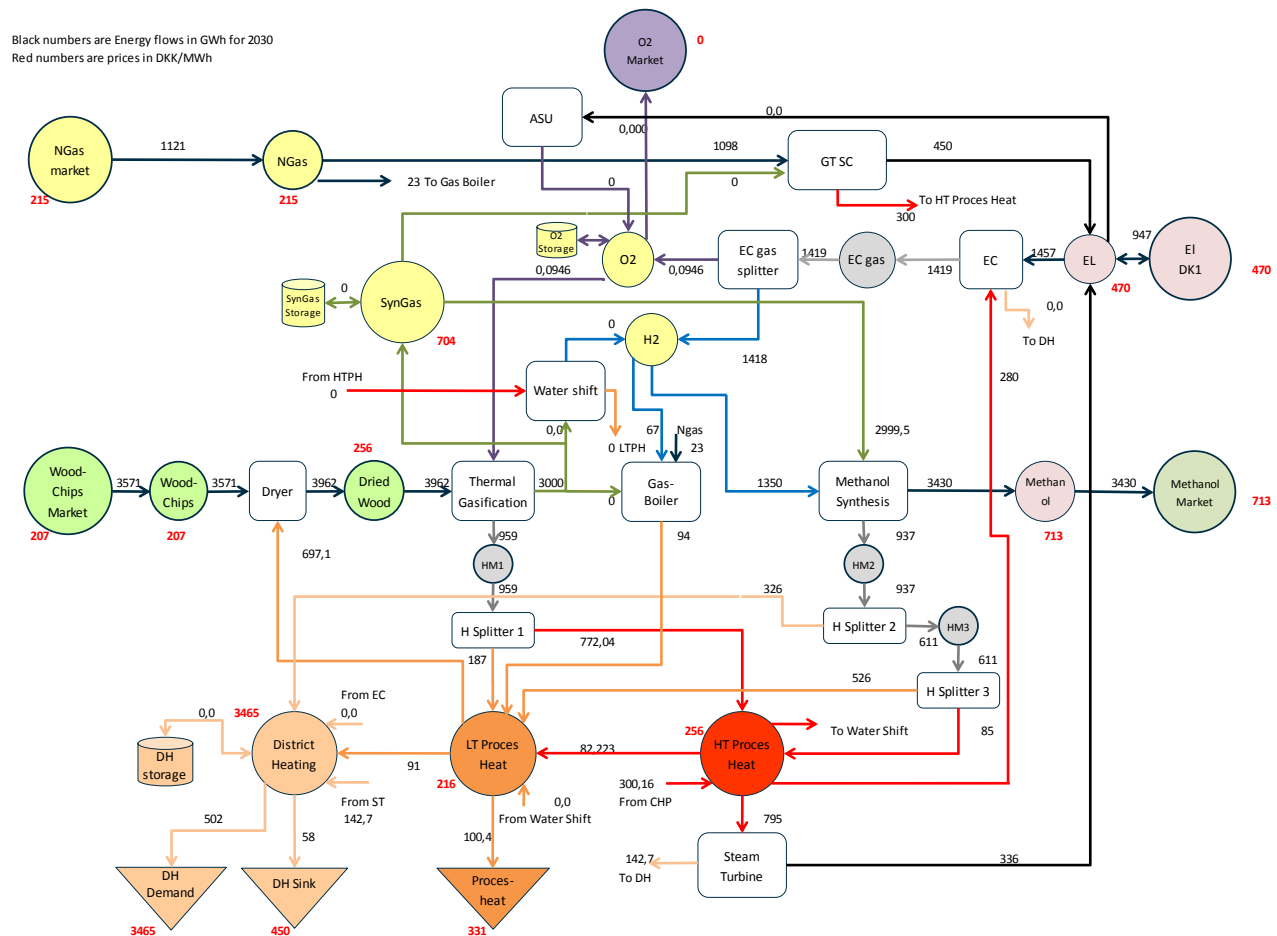 Black numbers are Energy flows in GWh for 2030
Red numbers are prices in DKK/MWh
O2
Market
0
ASU
0,0
0,000
NGas
market
215
1121
NGas
215
1098
23 To Gas Boiler
0
0
GT SC
450
To HT Proces Heat
300
O2
Storage
O2
0,0946
0,0946
EC gas
splitter
1419
EC gas
1419
EC
1457
EL
470
947
El
DK1
470
0,0
To DH
SynGas
Storage
0
SynGas
704
0
H2
1418
280
From HTPH
0
Water shift
0,0
0 LTPH
67
Ngas
23
2999,5
256
Wood-
Chips
Market
207
3571
Wood-
Chips
207
3571
Dryer
3962
Dried
Wood
3962
Thermal
Gasification
3000
0
Gas-
Boiler
1350
Methanol
Synthesis
3430
Methan
ol
713
3430
Methanol
Market
713
697,1
959
HM1
959
94
937
HM2
937
326
H Splitter 1
772,04
187
H Splitter 2
611
HM3
611
526
H Splitter 3
85
From EC
0,0
0,0
3465
DH
storage
District
Heating
91
LT Proces
Heat
216
82,223
256
HT Proces
Heat
To Water Shift
From ST
142,7
0,0
From Water Shift
300,16
From CHP
502
58
100,4
795
142,7
To DH
Steam
Turbine
336
DH
Demand
3465
DH Sink
450
Proces-
heat
331